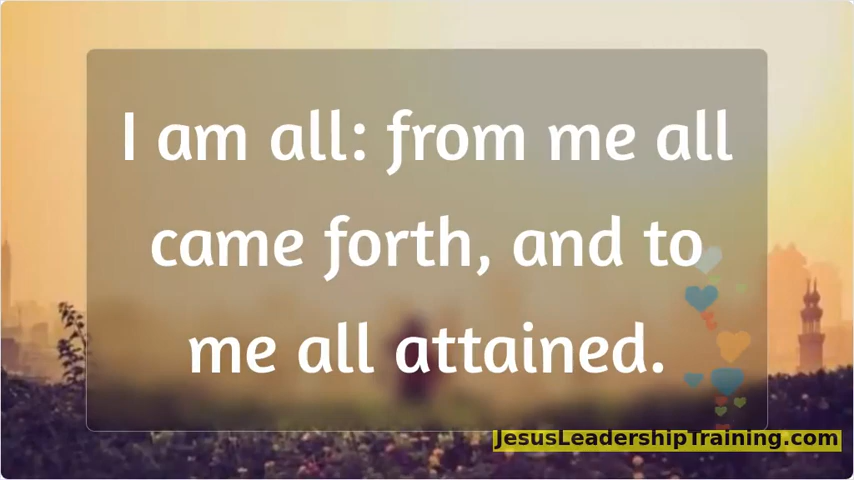 I am all: from me all
came forth, and to
me all attained.
JesusLeadershipTraining.com